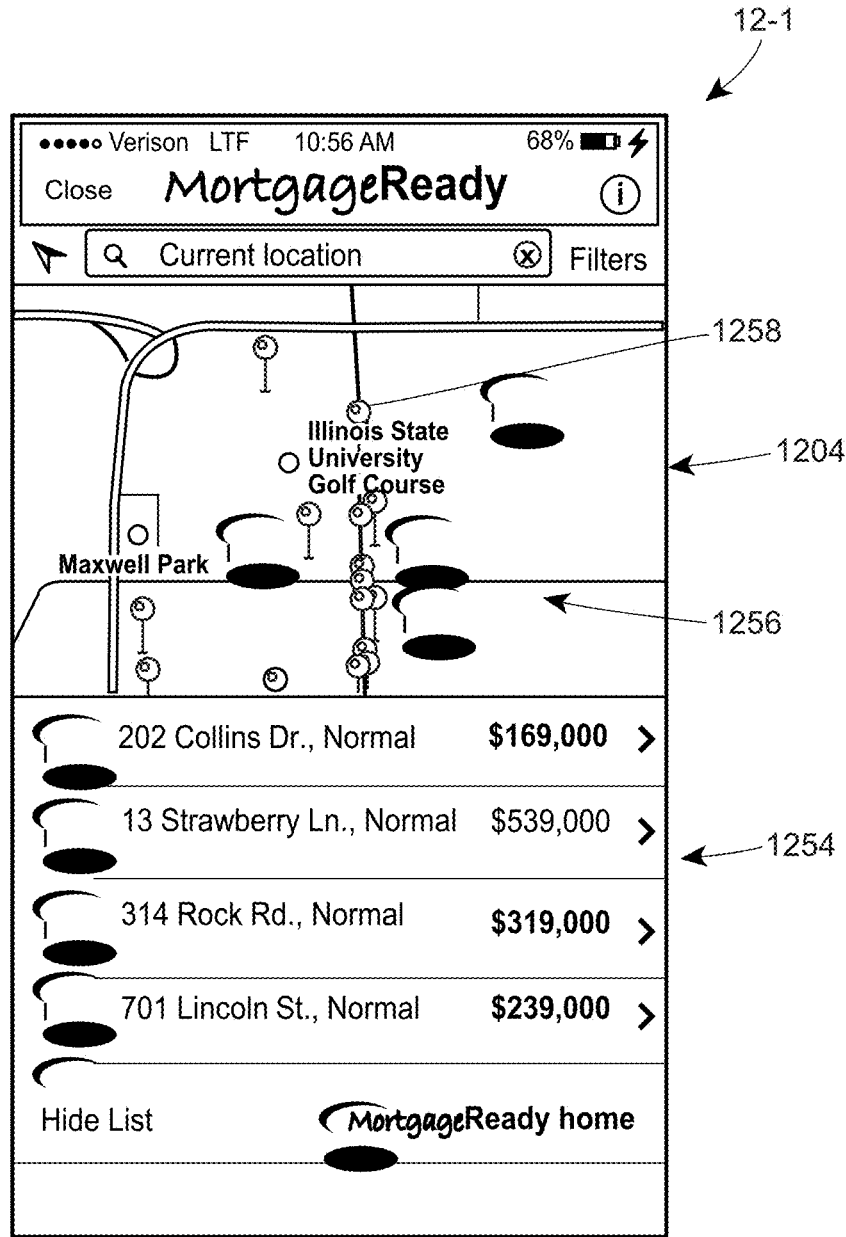 12-1
Verison LTF 10:56 AM 68%
Close MortgageReady i
Current location x Filters
1258
Illinois State
University
Golf Course
1204
Maxwell Park
1256
202 Collins Dr., Normal $169,000
13 Strawberry Ln., Normal $539,000
1254
314 Rock Rd., Normal $319,000
701 Lincoln St., Normal $239,000
Hide List MortgageReady home